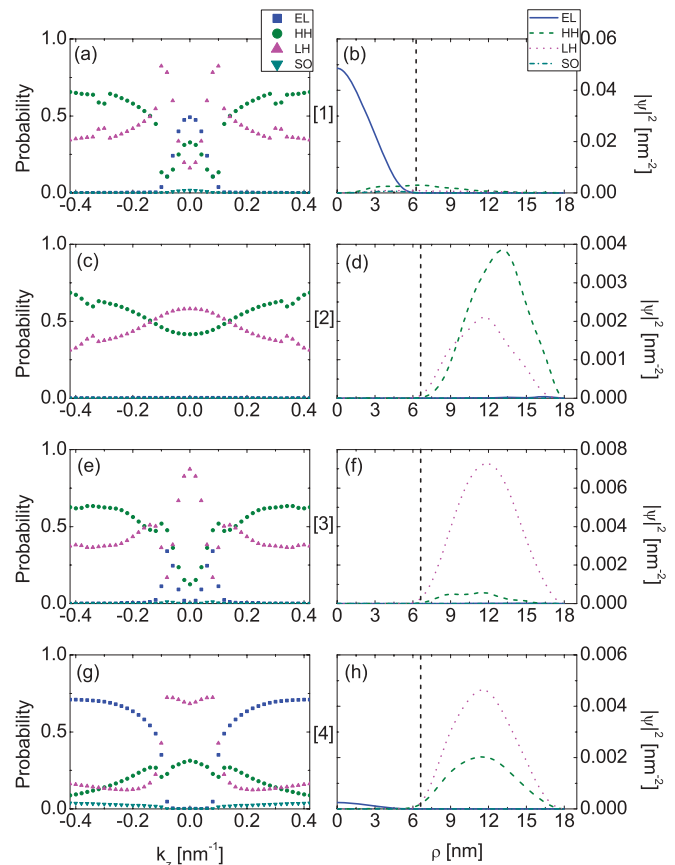 EL
HH
LH
SO
EL
HH
LH
SO
(a)
(b)
[1]
1.0
0.5
0.0
Probability
-0.4 -0.2 0.0 0.2 0.4
0 3 6 9 12 15 18
0.06
0.04
0.02
0.00
|ψ|² [nm⁻²]
(c)
(d)
[2]
1.0
0.5
0.0
Probability
-0.4 -0.2 0.0 0.2 0.4
0 3 6 9 12 15 18
0.004
0.003
0.002
0.001
0.000
|ψ|² [nm⁻²]
(e)
(f)
[3]
1.0
0.5
0.0
Probability
-0.4 -0.2 0.0 0.2 0.4
0 3 6 9 12 15 18
0.008
0.006
0.004
0.002
0.000
|ψ|² [nm⁻²]
(g)
(h)
[4]
1.0
0.5
0.0
Probability
-0.4 -0.2 0.0 0.2 0.4
0 3 6 9 12 15 18
0.006
0.004
0.002
0.000
|ψ|² [nm⁻²]
k_z [nm⁻¹]
ρ [nm]